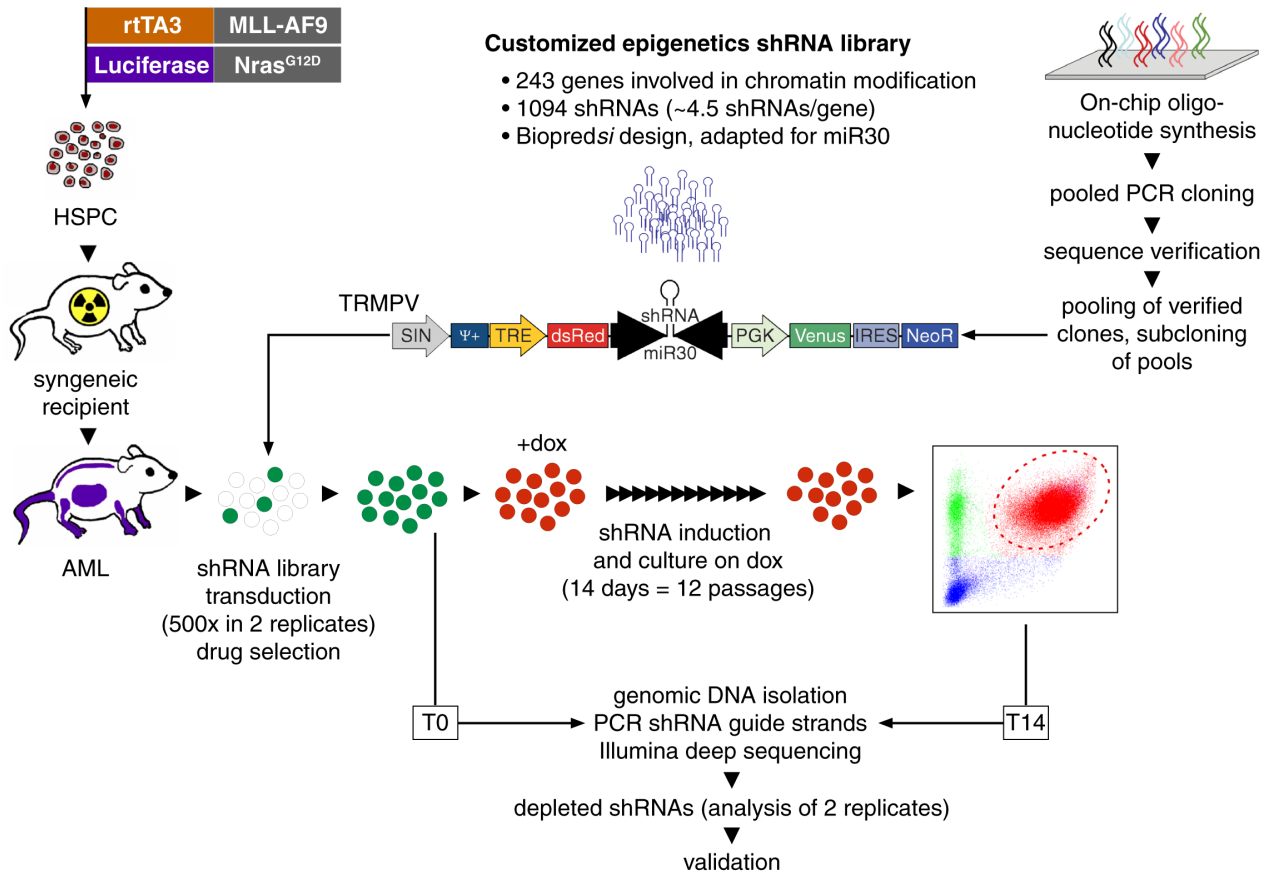 rtTA3 MLL-AF9
Luciferase Nras^G12D
HSPC
syngeneic
recipient
AML
Customized epigenetics shRNA library
• 243 genes involved in chromatin modification
• 1094 shRNAs (~4.5 shRNAs/gene)
• Biopredsi design, adapted for miR30
On-chip oligo-
nucleotide synthesis
pooled PCR cloning
sequence verification
pooling of verified
clones, subcloning
of pools
TRMPV
SIN Ψ+ TRE dsRed shRNA miR30 PGK Venus IRES NeoR
shRNA library
transduction
(500x in 2 replicates)
drug selection
+dox
shRNA induction
and culture on dox
(14 days = 12 passages)
T0
T14
genomic DNA isolation
PCR shRNA guide strands
Illumina deep sequencing
depleted shRNAs (analysis of 2 replicates)
validation